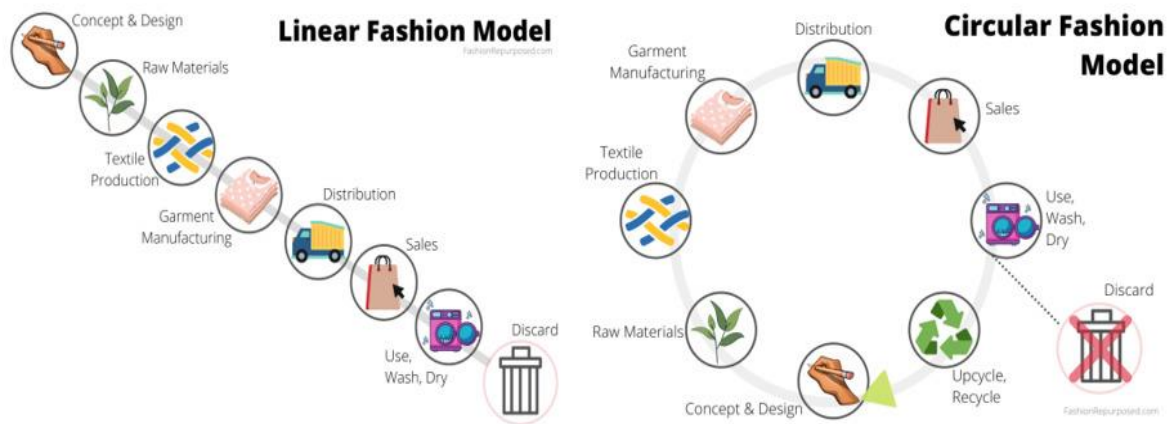 Linear Fashion Model
FashionRepurposed.com
Concept & Design
Raw Materials
Textile
Production
Garment
Manufacturing
Distribution
Sales
Use,
Wash, Dry
Discard
Circular Fashion
Model
Distribution
Garment
Manufacturing
Sales
Textile
Production
Use,
Wash,
Dry
Discard
Raw Materials
Upcycle,
Recycle
Concept & Design
FashionRepurposed.com